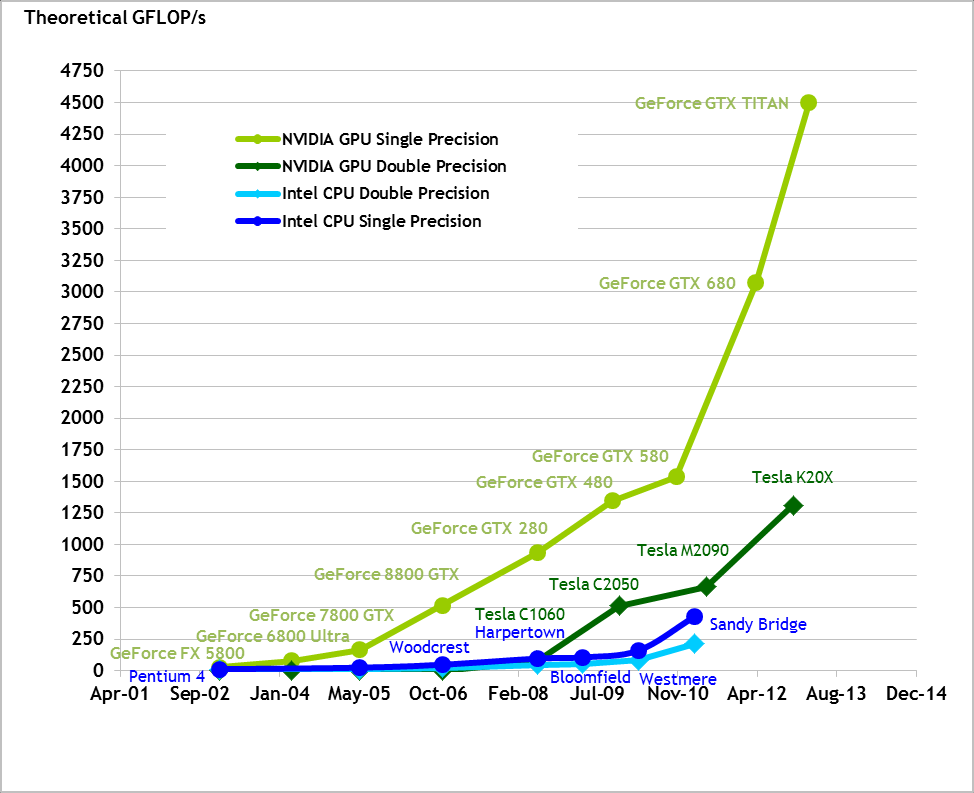 Theoretical GFLOP/s
4750
4500
GeForce GTX TITAN
4250
NVIDIA GPU Single Precision
4000
NVIDIA GPU Double Precision
3750
Intel CPU Double Precision
3500
Intel CPU Single Precision
3250
3000
GeForce GTX 680
2750
2500
2250
2000
1750
GeForce GTX 580
1500
GeForce GTX 480
Tesla K20X
1250
GeForce GTX 280
1000
Tesla M2090
750
GeForce 8800 GTX
Tesla C2050
500
GeForce 7800 GTX
Tesla C1060
Harpertown
Sandy Bridge
250
GeForce 6800 Ultra
Woodcrest
GeForce FX 5800
0
Pentium 4
Bloomfield
Westmere
Apr-01 Sep-02 Jan-04 May-05 Oct-06 Feb-08 Jul-09 Nov-10 Apr-12 Aug-13 Dec-14